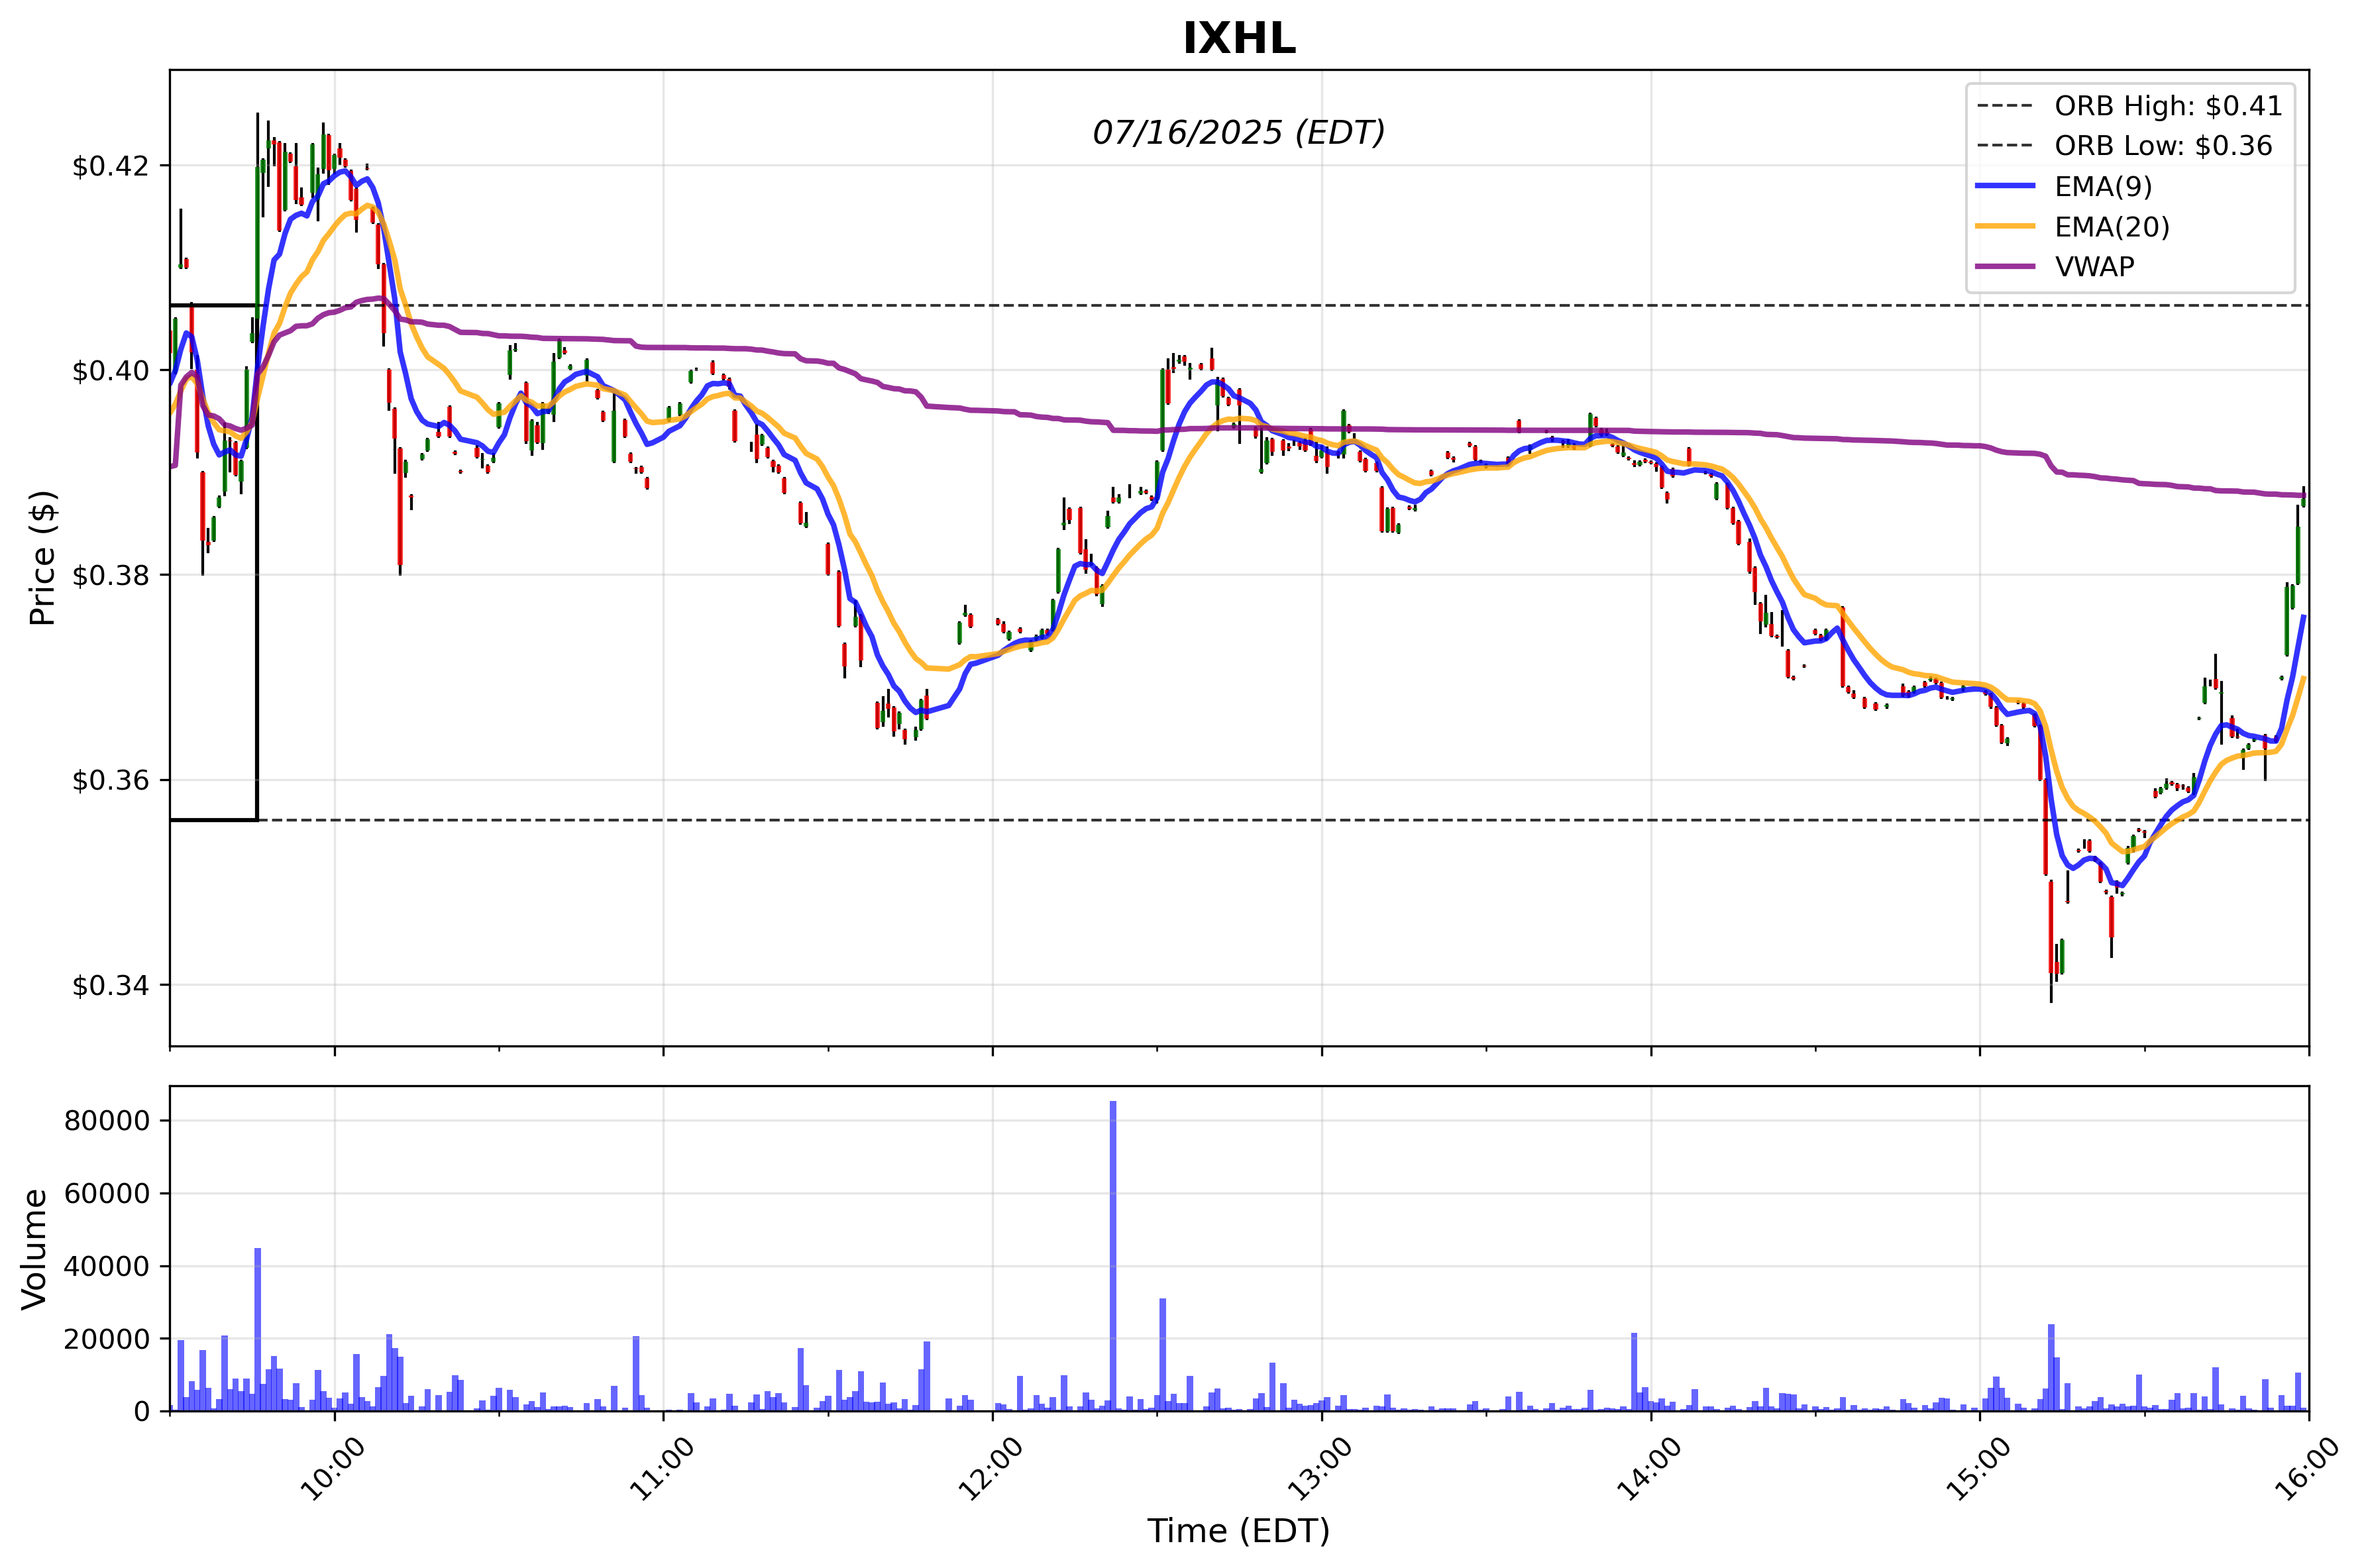 IXHL
07/16/2025 (EDT)
ORB High: $0.41
ORB Low: $0.36
EMA(9)
EMA(20)
VWAP
Price ($)
$0.42
$0.40
$0.38
$0.36
$0.34
Volume
80000
60000
40000
20000
0
10:00
11:00
12:00
13:00
14:00
15:00
16:00
Time (EDT)